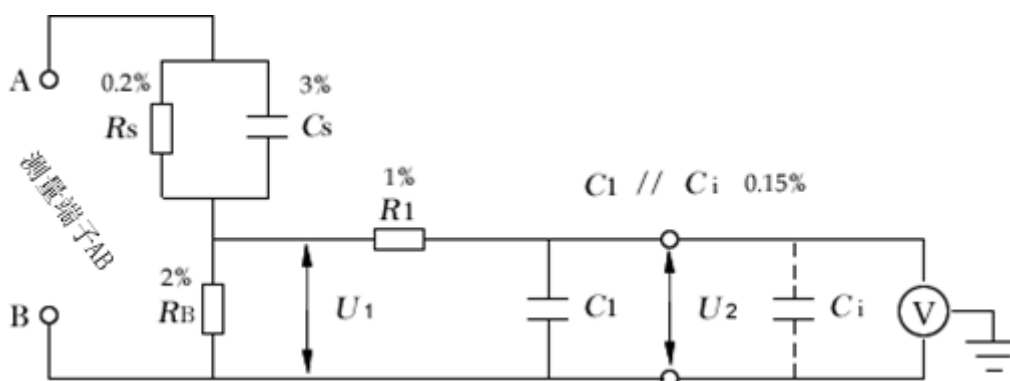 A
0.2%
Rs
3%
Cs
测量端子AB
1%
R1
C1 // Ci 0.15%
B
2%
RB
U1
C1
U2
Ci
V